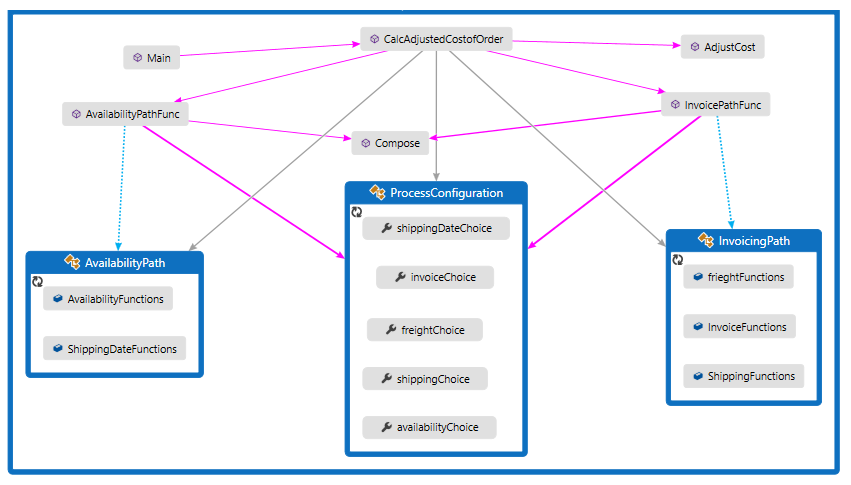 CalcAdjustedCostofOrder
Main
AdjustCost
AvailabilityPathFunc
InvoicePathFunc
Compose
ProcessConfiguration
shippingDateChoice
invoiceChoice
freightChoice
shippingChoice
availabilityChoice
AvailabilityPath
AvailabilityFunctions
ShippingDateFunctions
InvoicingPath
frieghtFunctions
InvoiceFunctions
ShippingFunctions